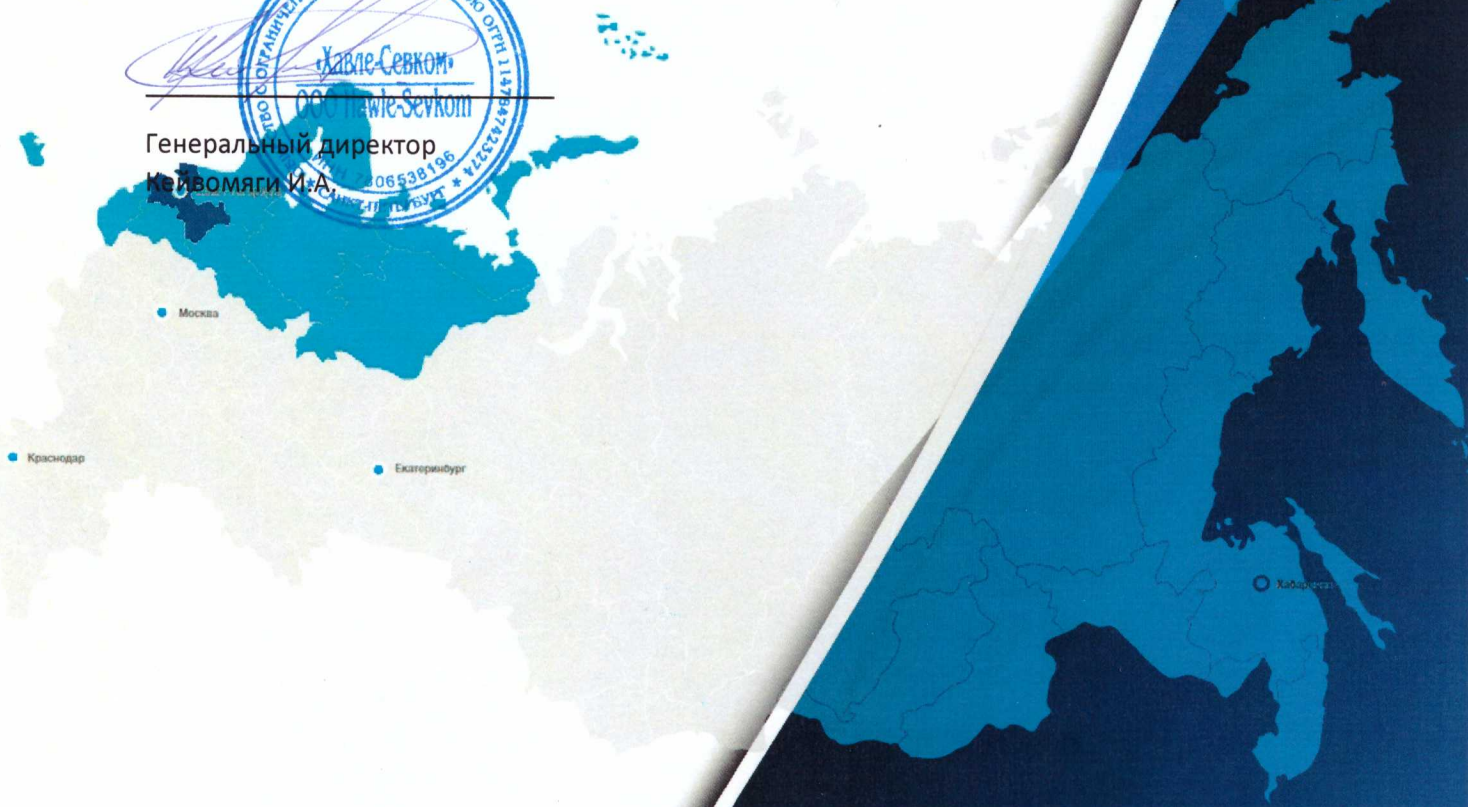 «Хавле-Севком»
ООО Hawle-Sevkom
Генеральный директор
Кейвомяги И.А.
Москва
Краснодар
Екатеринбург